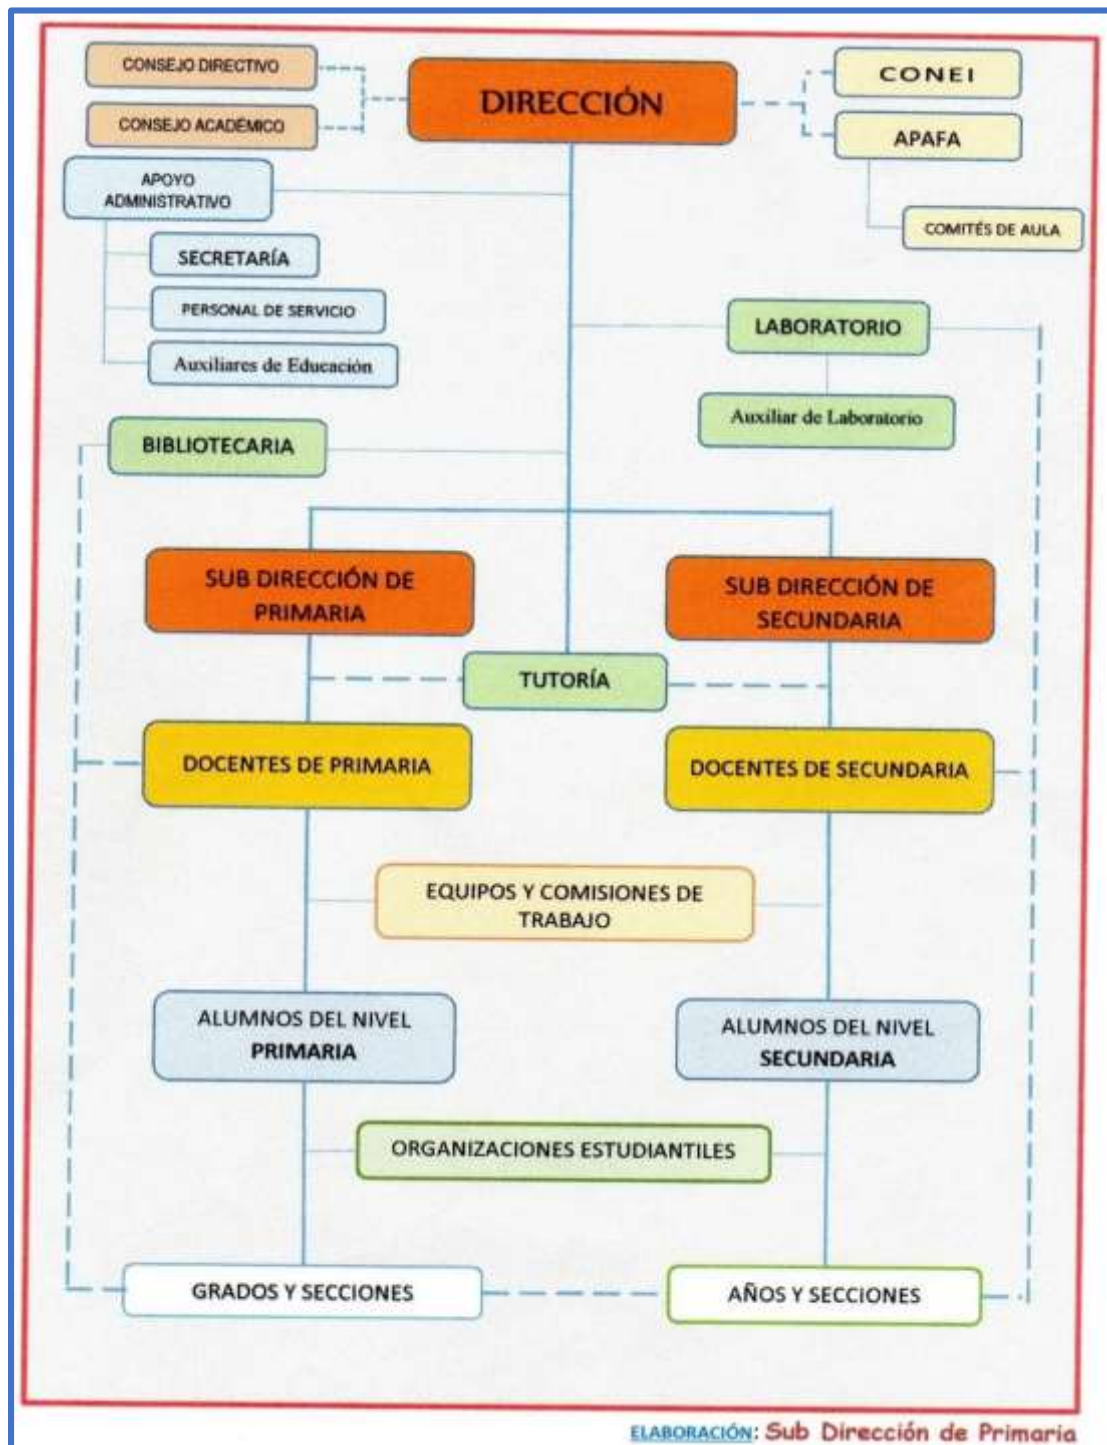 CONSEJO DIRECTIVO
DIRECCIÓN
CONEI
CONSEJO ACADÉMICO
APAFA
APOYO
ADMINISTRATIVO
COMITÉS DE AULA
SECRETARÍA
PERSONAL DE SERVICIO
LABORATORIO
Auxiliares de Educación
Auxiliar de Laboratorio
BIBLIOTECARIA
SUB DIRECCIÓN DE
PRIMARIA
SUB DIRECCIÓN DE
SECUNDARIA
TUTORÍA
DOCENTES DE PRIMARIA
DOCENTES DE SECUNDARIA
EQUIPOS Y COMISIONES DE
TRABAJO
ALUMNOS DEL NIVEL
PRIMARIA
ALUMNOS DEL NIVEL
SECUNDARIA
ORGANIZACIONES ESTUDIANTILES
GRADOS Y SECCIONES
AÑOS Y SECCIONES
ELABORACIÓN: Sub Dirección de Primaria